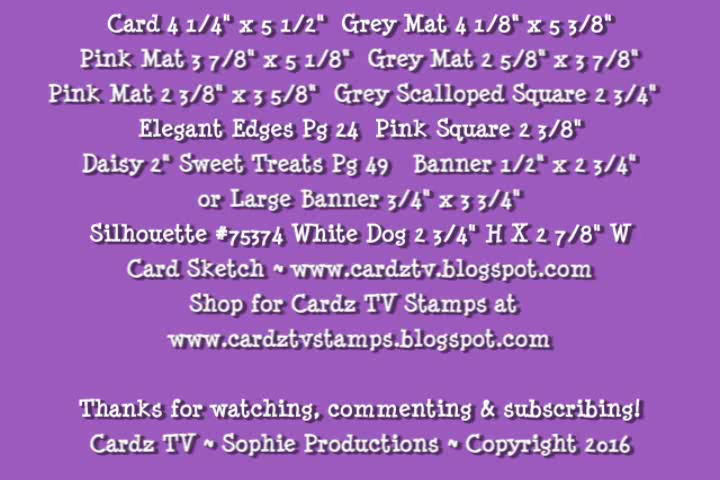 Card 4 1/4" x 5 1/2" Grey Mat 4 1/8" x 5 3/8"
Pink Mat 3 7/8" x 5 1/8" Grey Mat 2 5/8" x 3 7/8"
Pink Mat 2 3/8" x 3 5/8" Grey Scalloped Square 2 3/4"
Elegant Edges Pg 24 Pink Square 2 3/8"
Daisy 2" Sweet Treats Pg 49 Banner 1/2" x 2 3/4"
or Large Banner 3/4" x 3 3/4"
Silhouette #75374 White Dog 2 3/4" H X 2 7/8" W
Card Sketch ~ www.cardztv.blogspot.com
Shop for Cardz TV Stamps at
www.cardztvstamps.blogspot.com
Thanks for watching, commenting & subscribing!
Cardz TV ~ Sophie Productions ~ Copyright 2016